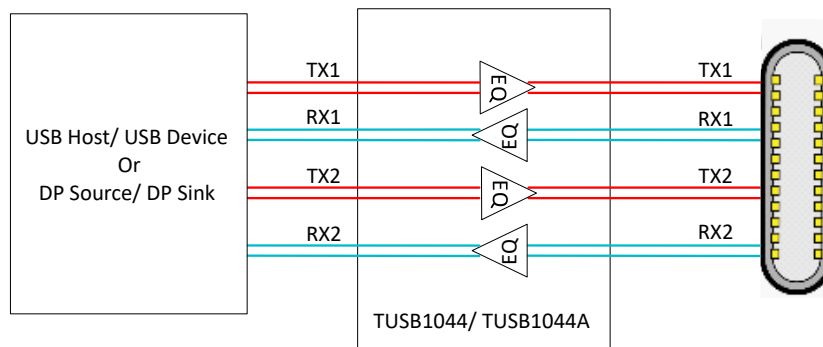 TX1
EQ
TX1
RX1
EQ
RX1
USB Host/ USB Device
Or
DP Source/ DP Sink
TX2
EQ
TX2
RX2
EQ
RX2
TUSB1044/ TUSB1044A